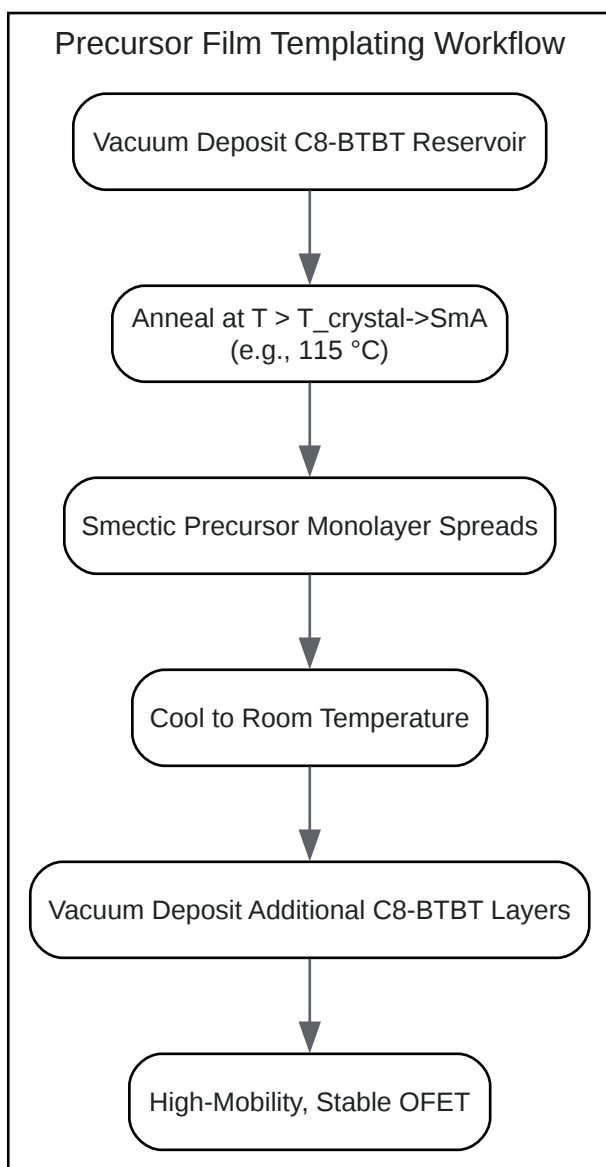 Precursor Film Templating Workflow
Vacuum Deposit C8-BTBT Reservoir
Anneal at T > T_crystal->SmA
(e.g., 115 °C)
Smectic Precursor Monolayer Spreads
Cool to Room Temperature
Vacuum Deposit Additional C8-BTBT Layers
High-Mobility, Stable OFET